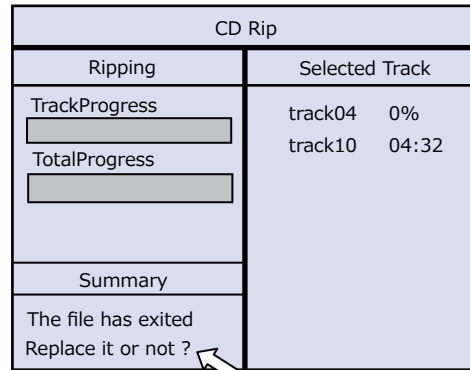 CD Rip
Ripping
TrackProgress
TotalProgress
Summary
The file has exited
Replace it or not ?
Selected Track
track04 0%
track10 04:32